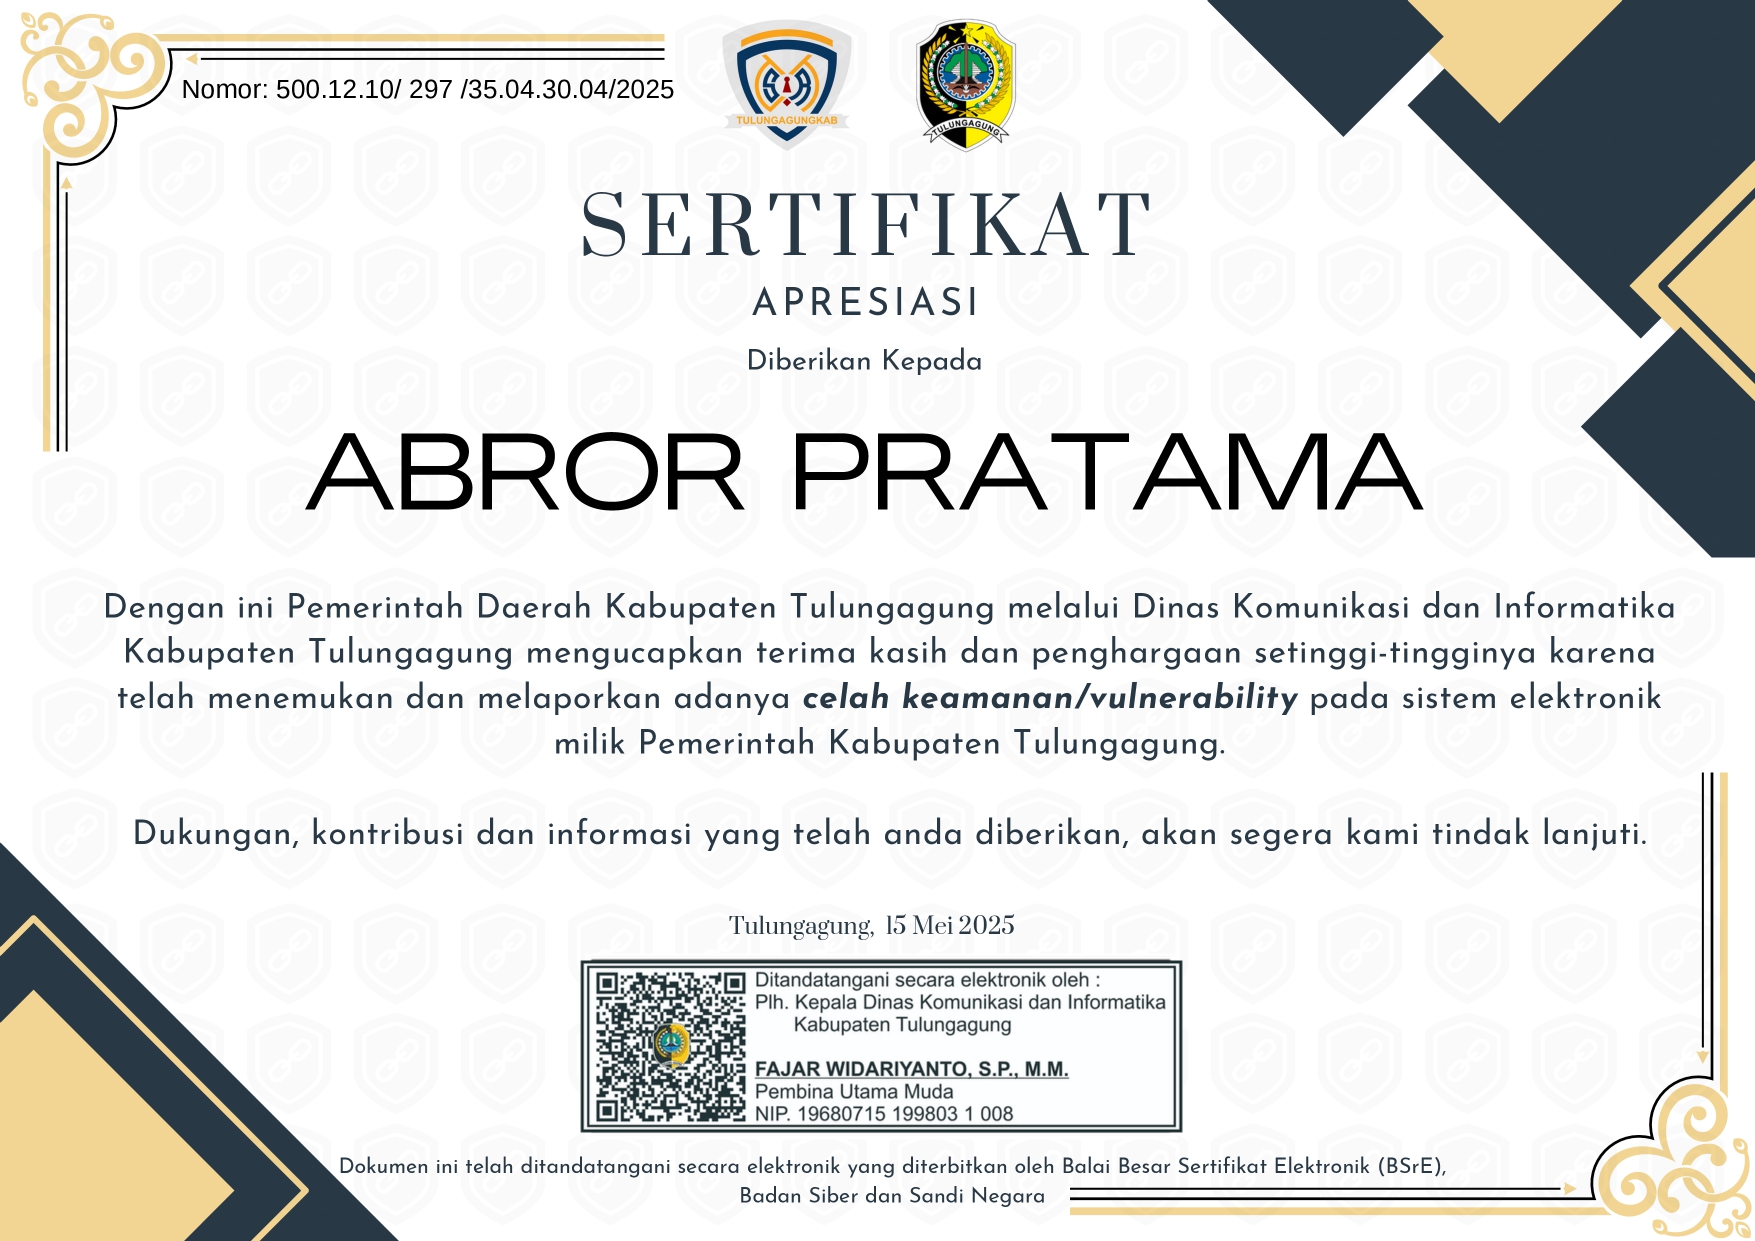 Nomor: 500.12.10/ 297 /35.04.30.04/2025
TULUNGAGUNGKAB
TULUNGAGUNG
SERTIFIKAT
APRESIASI
Diberikan Kepada
ABROR PRATAMA
Dengan ini Pemerintah Daerah Kabupaten Tulungagung melalui Dinas Komunikasi dan Informatika
Kabupaten Tulungagung mengucapkan terima kasih dan penghargaan setinggi-tingginya karena
telah menemukan dan melaporkan adanya celah keamanan/vulnerability pada sistem elektronik
milik Pemerintah Kabupaten Tulungagung.
Dukungan, kontribusi dan informasi yang telah anda diberikan, akan segera kami tindak lanjuti.
Tulungagung, 15 Mei 2025
Ditandatangani secara elektronik oleh :
Plh. Kepala Dinas Komunikasi dan Informatika
Kabupaten Tulungagung
FAJAR WIDARIYANTO, S.P., M.M.
Pembina Utama Muda
NIP. 19680715 199803 1 008
Dokumen ini telah ditandatangani secara elektronik yang diterbitkan oleh Balai Besar Sertifikat Elektronik (BSrE),
Badan Siber dan Sandi Negara